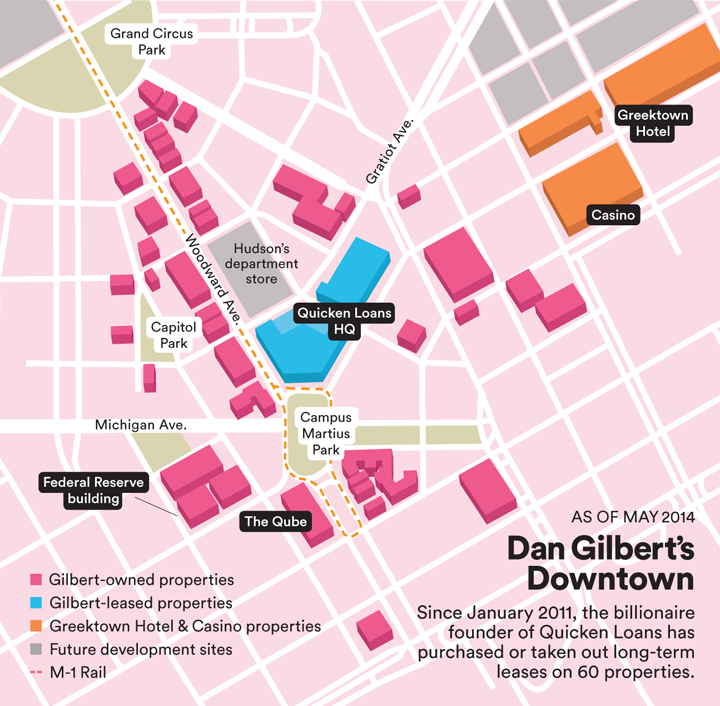 Grand Circus
Park
Gratiot Ave.
Greektown
Hotel
Casino
Woodward Ave.
Hudson's
department
store
Quicken Loans
HQ
Capitol
Park
Campus
Martius
Park
Michigan Ave.
Federal Reserve
building
The Qube
AS OF MAY 2014
Dan Gilbert's
Downtown
Since January 2011, the billionaire
founder of Quicken Loans has
purchased or taken out long-term
leases on 60 properties.
Gilbert-owned properties
Gilbert-leased properties
Greektown Hotel & Casino properties
Future development sites
M-1 Rail